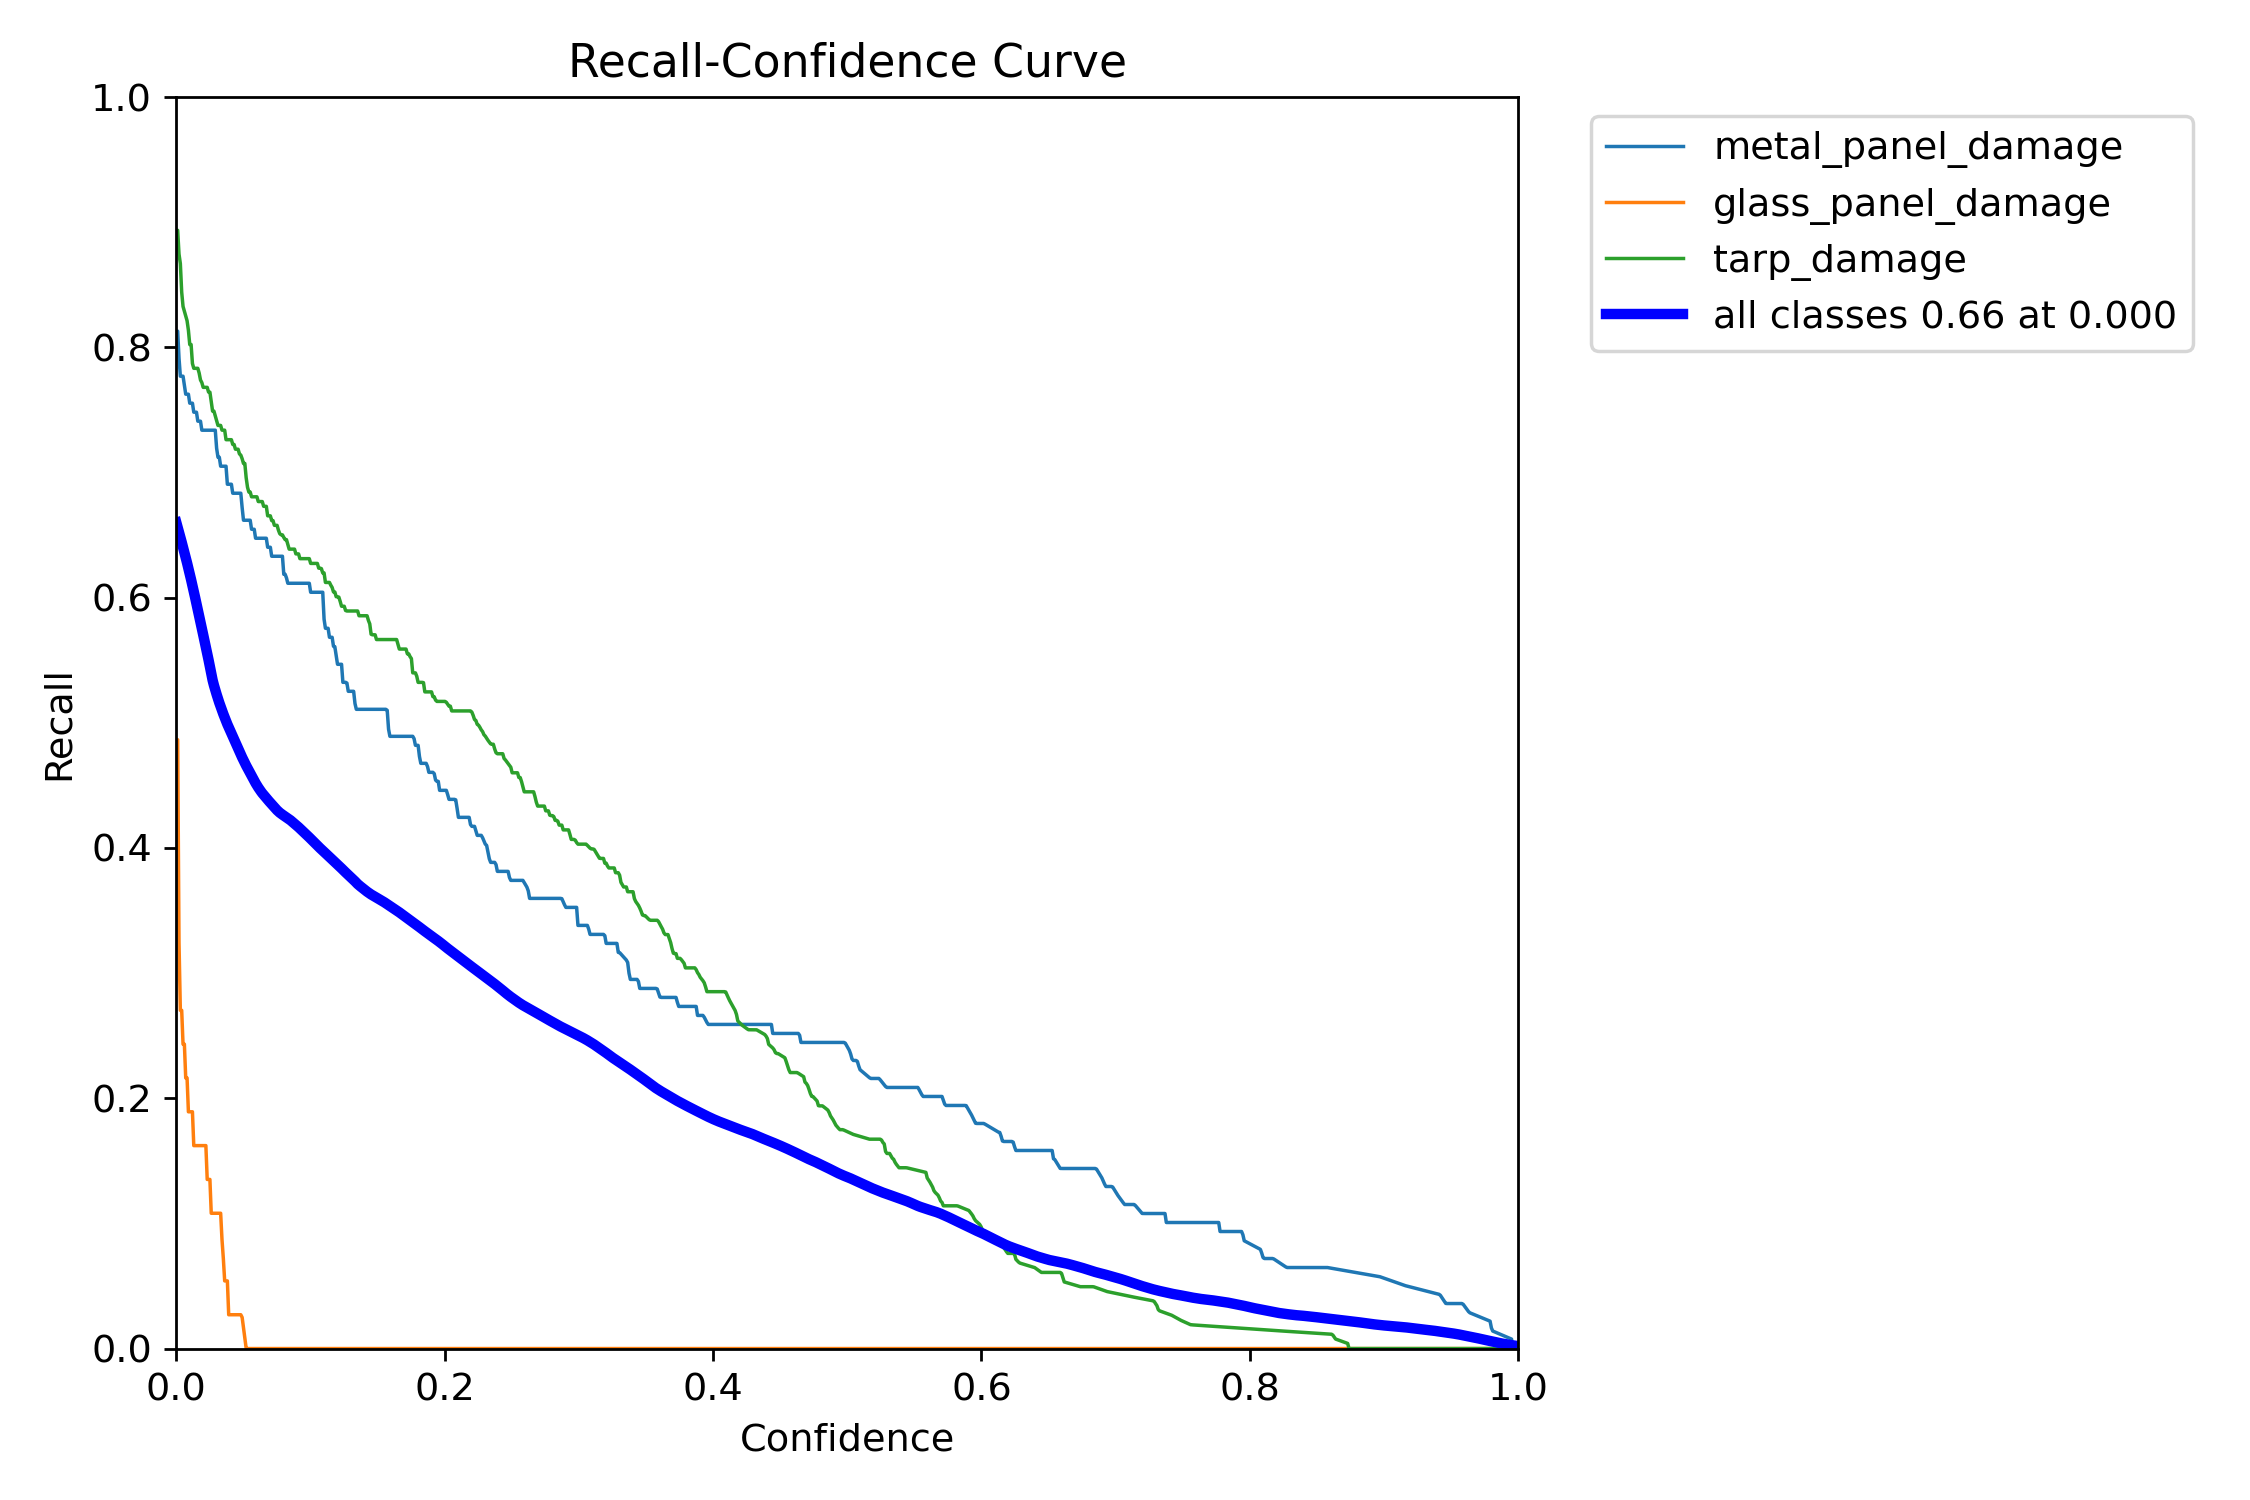 Recall-Confidence Curve
1.0
0.8
0.6
0.4
0.2
0.0
Recall
0.0 0.2 0.4 0.6 0.8 1.0
Confidence
metal_panel_damage
glass_panel_damage
tarp_damage
all classes 0.66 at 0.000